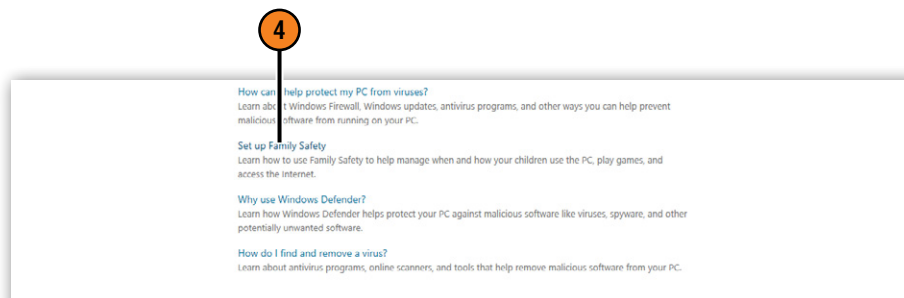 4
How can help protect my PC from viruses?
Learn about Windows Firewall, Windows updates, antivirus programs, and other ways you can help prevent
malicious software from running on your PC.
Set up Family Safety
Learn how to use Family Safety to help manage when and how your children use the PC, play games, and
access the Internet.
Why use Windows Defender?
Learn how Windows Defender helps protect your PC against malicious software like viruses, spyware, and other
potentially unwanted software.
How do I find and remove a virus?
Learn about antivirus programs, online scanners, and tools that help remove malicious software from your PC.